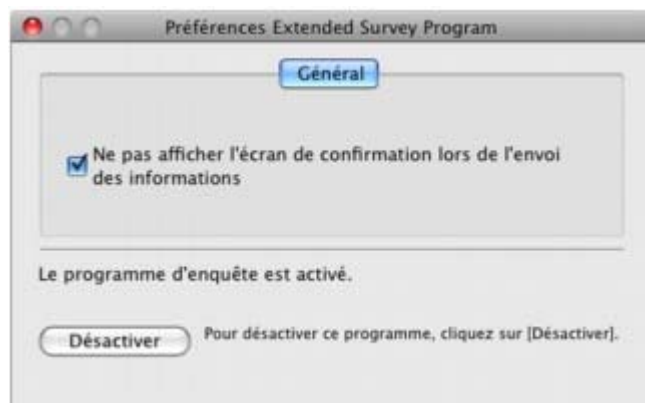 Préférences Extended Survey Program
Général
Ne pas afficher l'écran de confirmation lors de l'envoi
des informations
Le programme d'enquête est activé.
Désactiver
Pour désactiver ce programme, cliquez sur [Désactiver].